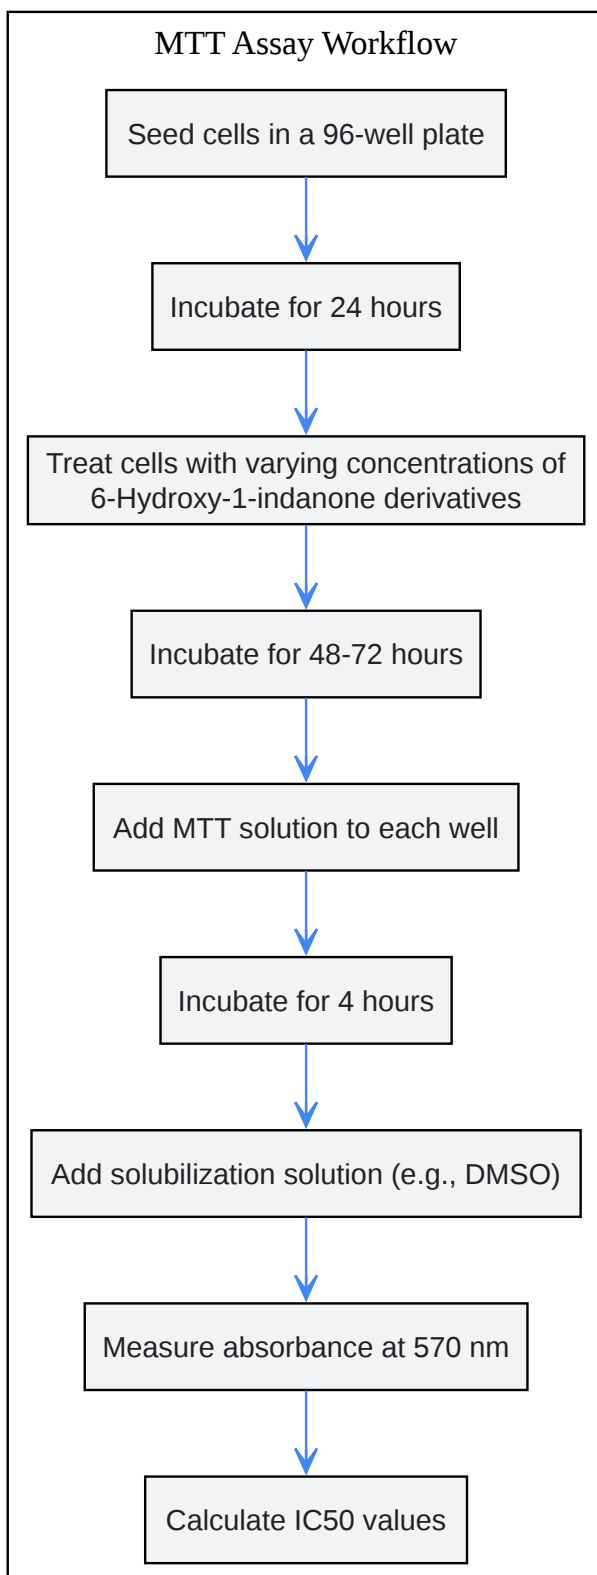 MTT Assay Workflow
Seed cells in a 96-well plate
Incubate for 24 hours
Treat cells with varying concentrations of
6-Hydroxy-1-indanone derivatives
Incubate for 48-72 hours
Add MTT solution to each well
Incubate for 4 hours
Add solubilization solution (e.g., DMSO)
Measure absorbance at 570 nm
Calculate IC50 values